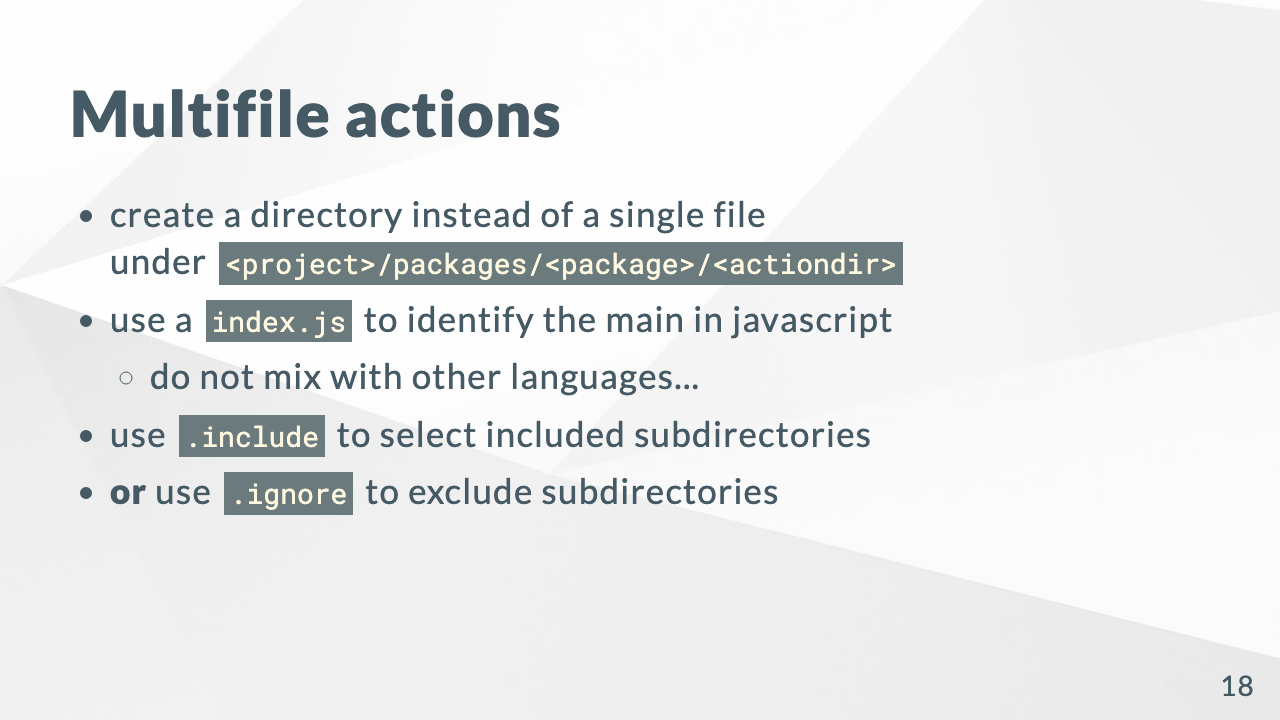 Multifile actions
• create a directory instead of a single file
under <project>/packages/<package>/<actiondir>
• use a index.js to identify the main in javascript
○ do not mix with other languages...
• use .include to select included subdirectories
• or use .ignore to exclude subdirectories
18